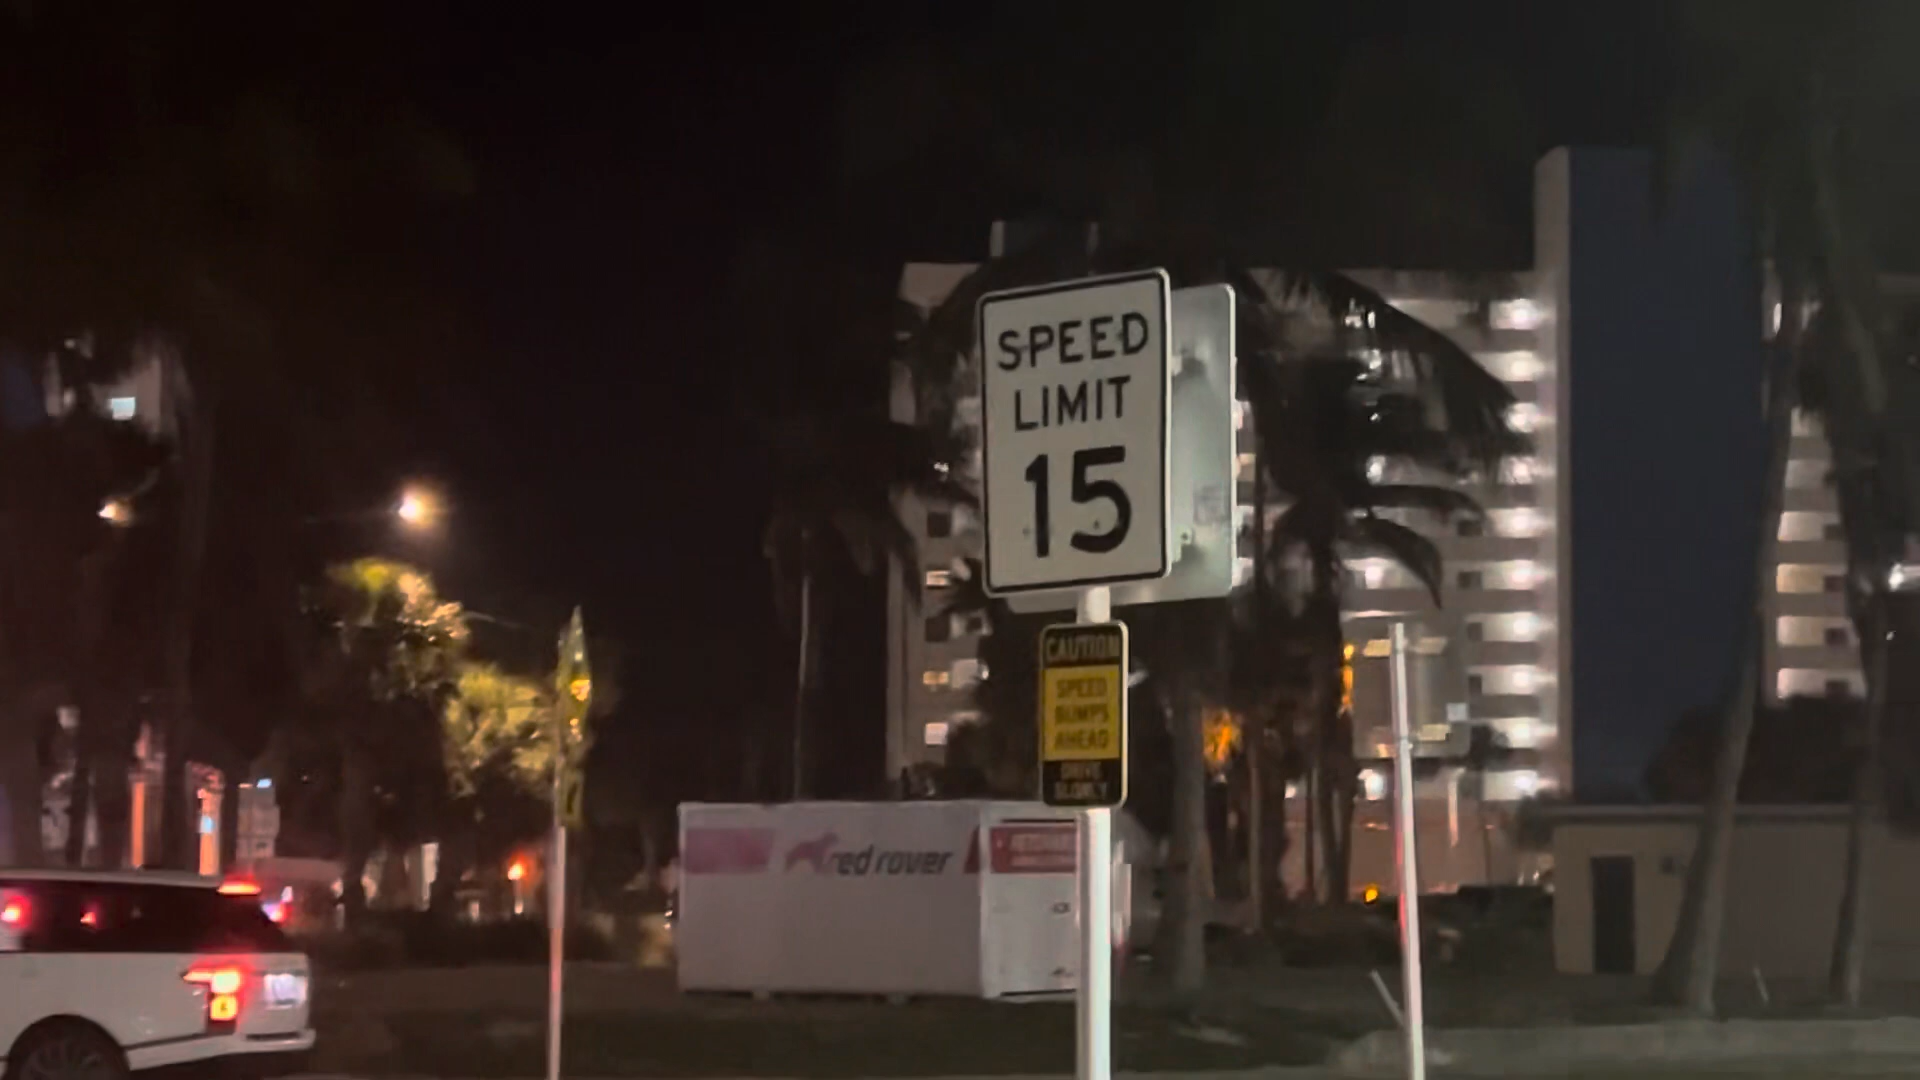 SPEED
LIMIT
15
CAUTION
SPEED
BUMPS
AHEAD
DRIVE
SLOWLY
red rover